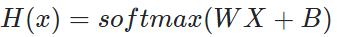 H(x) = softmax(WX + B)